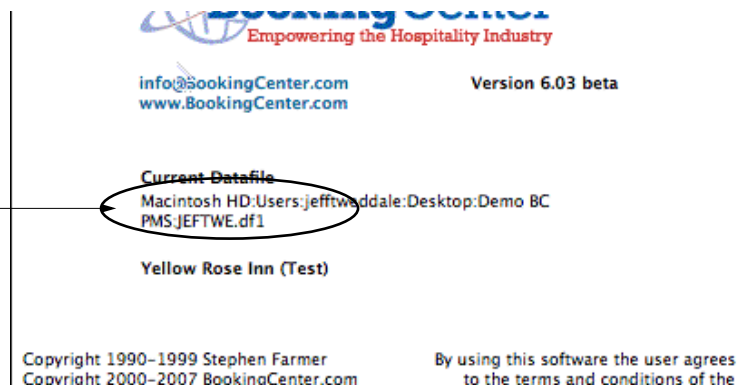 BookingCenter
Empowering the Hospitality Industry
info@BookingCenter.com
Version 6.03 beta
www.BookingCenter.com
Current Datafile
Macintosh HD:Users:jefftweddale:Desktop:Demo BC
PMS:JEFTWE.df1
Yellow Rose Inn (Test)
Copyright 1990-1999 Stephen Farmer
By using this software the user agrees
Copyright 2000-2007 BookingCenter.com
to the terms and conditions of the